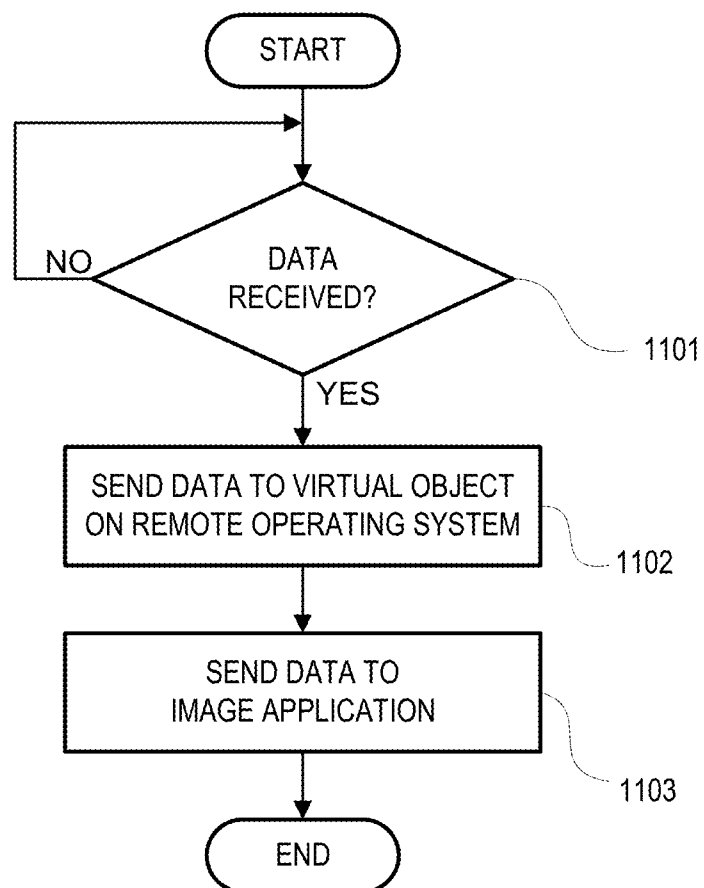 START
NO
DATA
RECEIVED?
1101
YES
SEND DATA TO VIRTUAL OBJECT
ON REMOTE OPERATING SYSTEM
1102
SEND DATA TO
IMAGE APPLICATION
1103
END